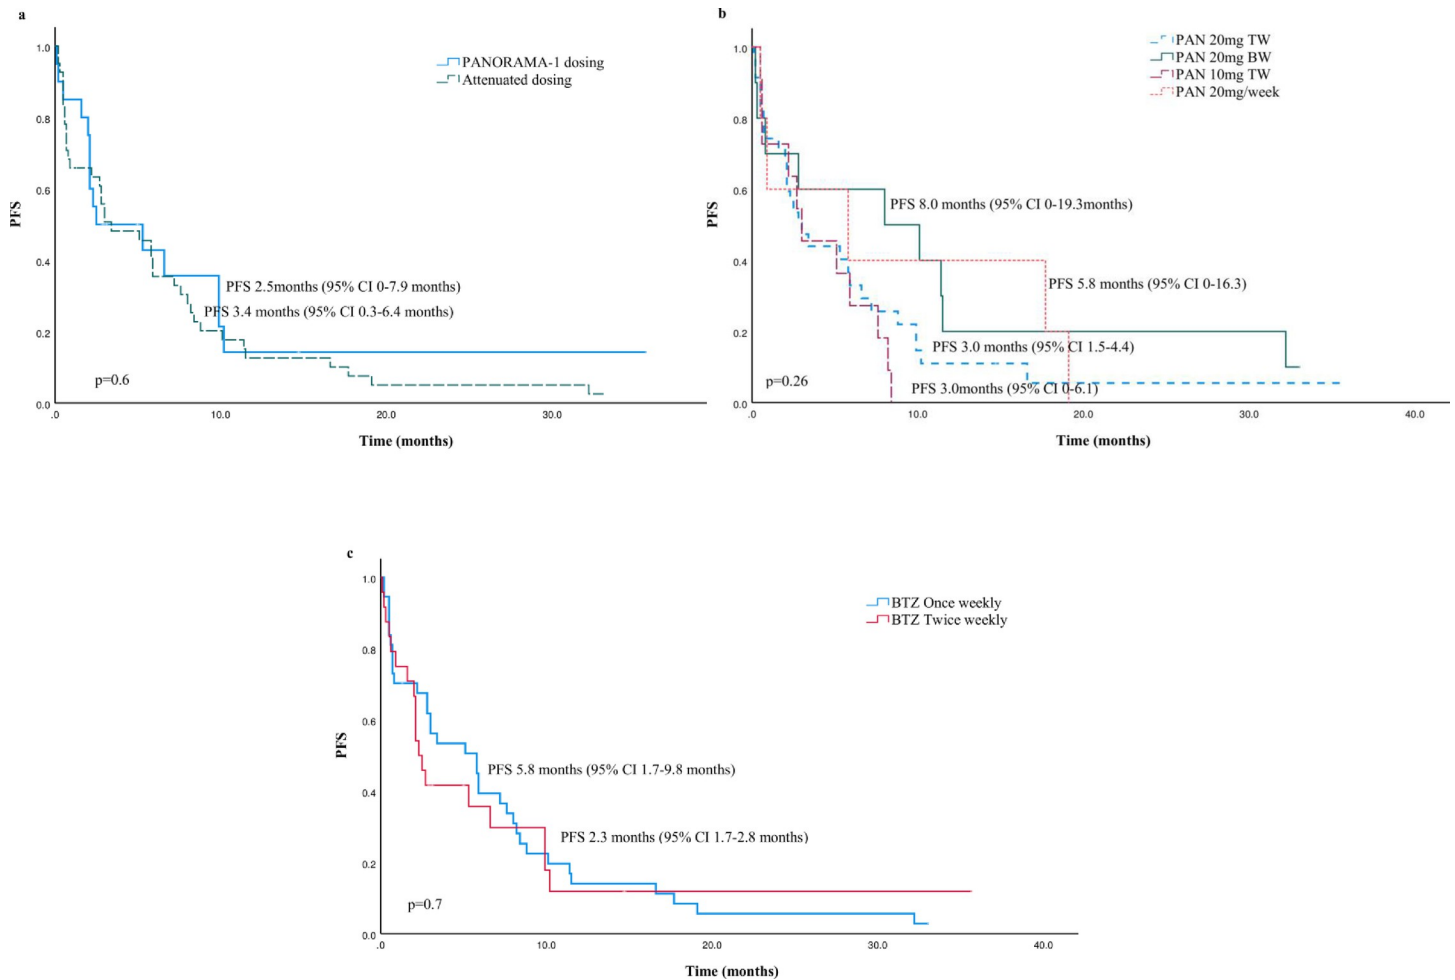 a
PANORAMA-1 dosing
Attenuated dosing
PFS
1.0
0.8
0.6
0.4
0.2
0.0
PFS 2.5months (95% CI 0-7.9 months)
PFS 3.4 months (95% CI 0.3-6.4 months)
p=0.6
.0
10.0
20.0
30.0
Time (months)
b
PAN 20mg TW
PAN 20mg BW
PAN 10mg TW
PAN 20mg/week
PFS
1.0
0.8
0.6
0.4
0.2
0.0
PFS 8.0 months (95% CI 0-19.3months)
PFS 5.8 months (95% CI 0-16.3)
PFS 3.0 months (95% CI 1.5-4.4)
PFS 3.0months (95% CI 0-6.1)
p=0.26
.0
10.0
20.0
30.0
40.0
Time (months)
c
BTZ Once weekly
BTZ Twice weekly
PFS
1.0
0.8
0.6
0.4
0.2
0.0
PFS 5.8 months (95% CI 1.7-9.8 months)
PFS 2.3 months (95% CI 1.7-2.8 months)
p=0.7
.0
10.0
20.0
30.0
40.0
Time (months)